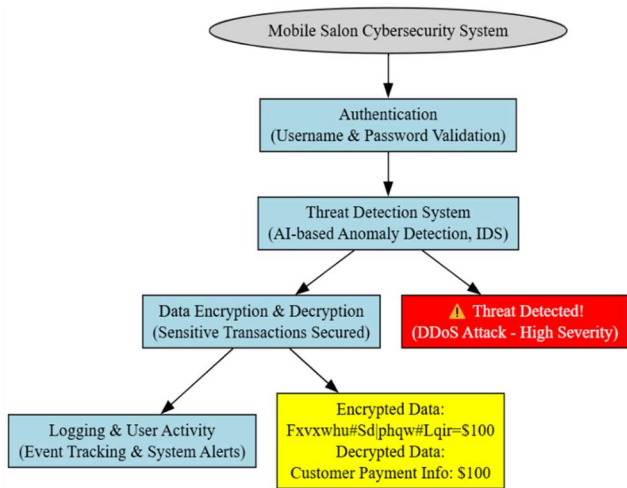 Mobile Salon Cybersecurity System
Authentication
(Username & Password Validation)
Threat Detection System
(AI-based Anomaly Detection, IDS)
Data Encryption & Decryption
(Sensitive Transactions Secured)
⚠ Threat Detected!
(DDoS Attack - High Severity)
Logging & User Activity
(Event Tracking & System Alerts)
Encrypted Data:
Fxvxwhu#Sd|phqw#Lqir=$100
Decrypted Data:
Customer Payment Info: $100